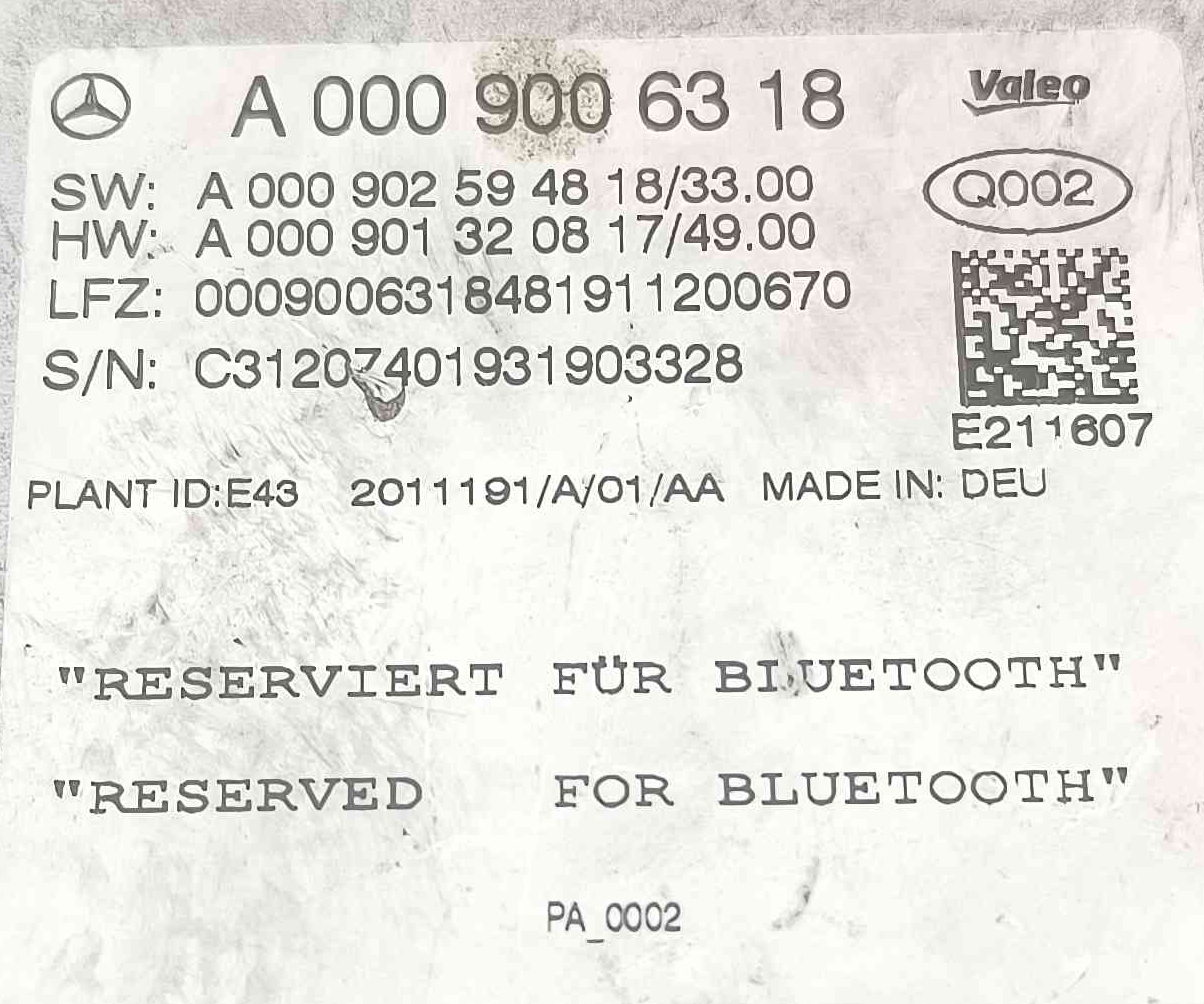 A 000 900 63 18 Valeo
SW: A 000 902 59 48 18/33.00
HW: A 000 901 32 08 17/49.00
Q002
LFZ: 0009006318481911200670
S/N: C31207401931903328
E211607
PLANT ID:E43 2011191/A/01/AA MADE IN: DEU
"RESERVIERT FÜR BLUETOOTH"
"RESERVED FOR BLUETOOTH"
PA_0002